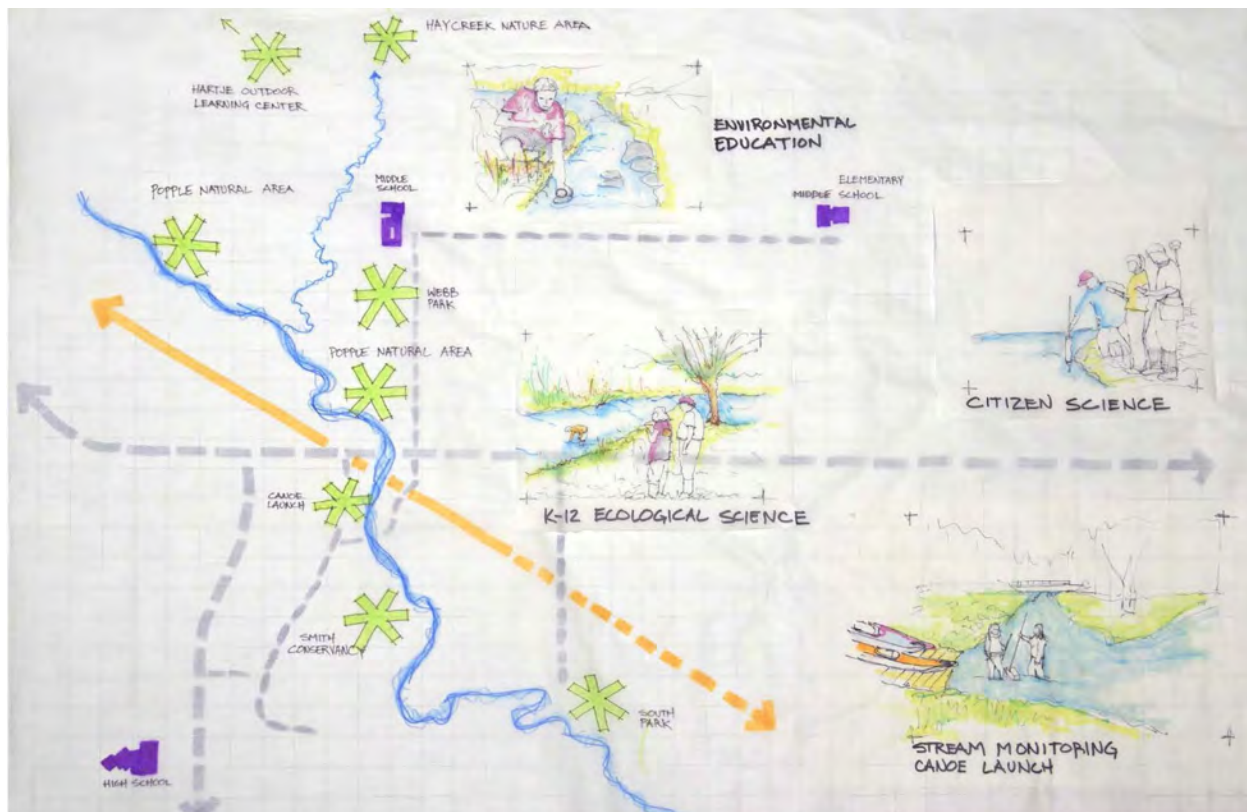 HAYCREEK NATURE AREA
HARTJE OUTDOOR
LEARNING CENTER
ENVIRONMENTAL
EDUCATION
POPPLE NATURAL AREA
MIDDLE
SCHOOL
ELEMENTARY
MIDDLE SCHOOL
WEBB
PARK
POPPLE NATURAL AREA
CITIZEN SCIENCE
CANOE
LAUNCH
K-12 ECOLOGICAL SCIENCE
SMITH
CONSERVANCY
SOUTH
PARK
STREAM MONITORING
CANOE LAUNCH
HIGH SCHOOL